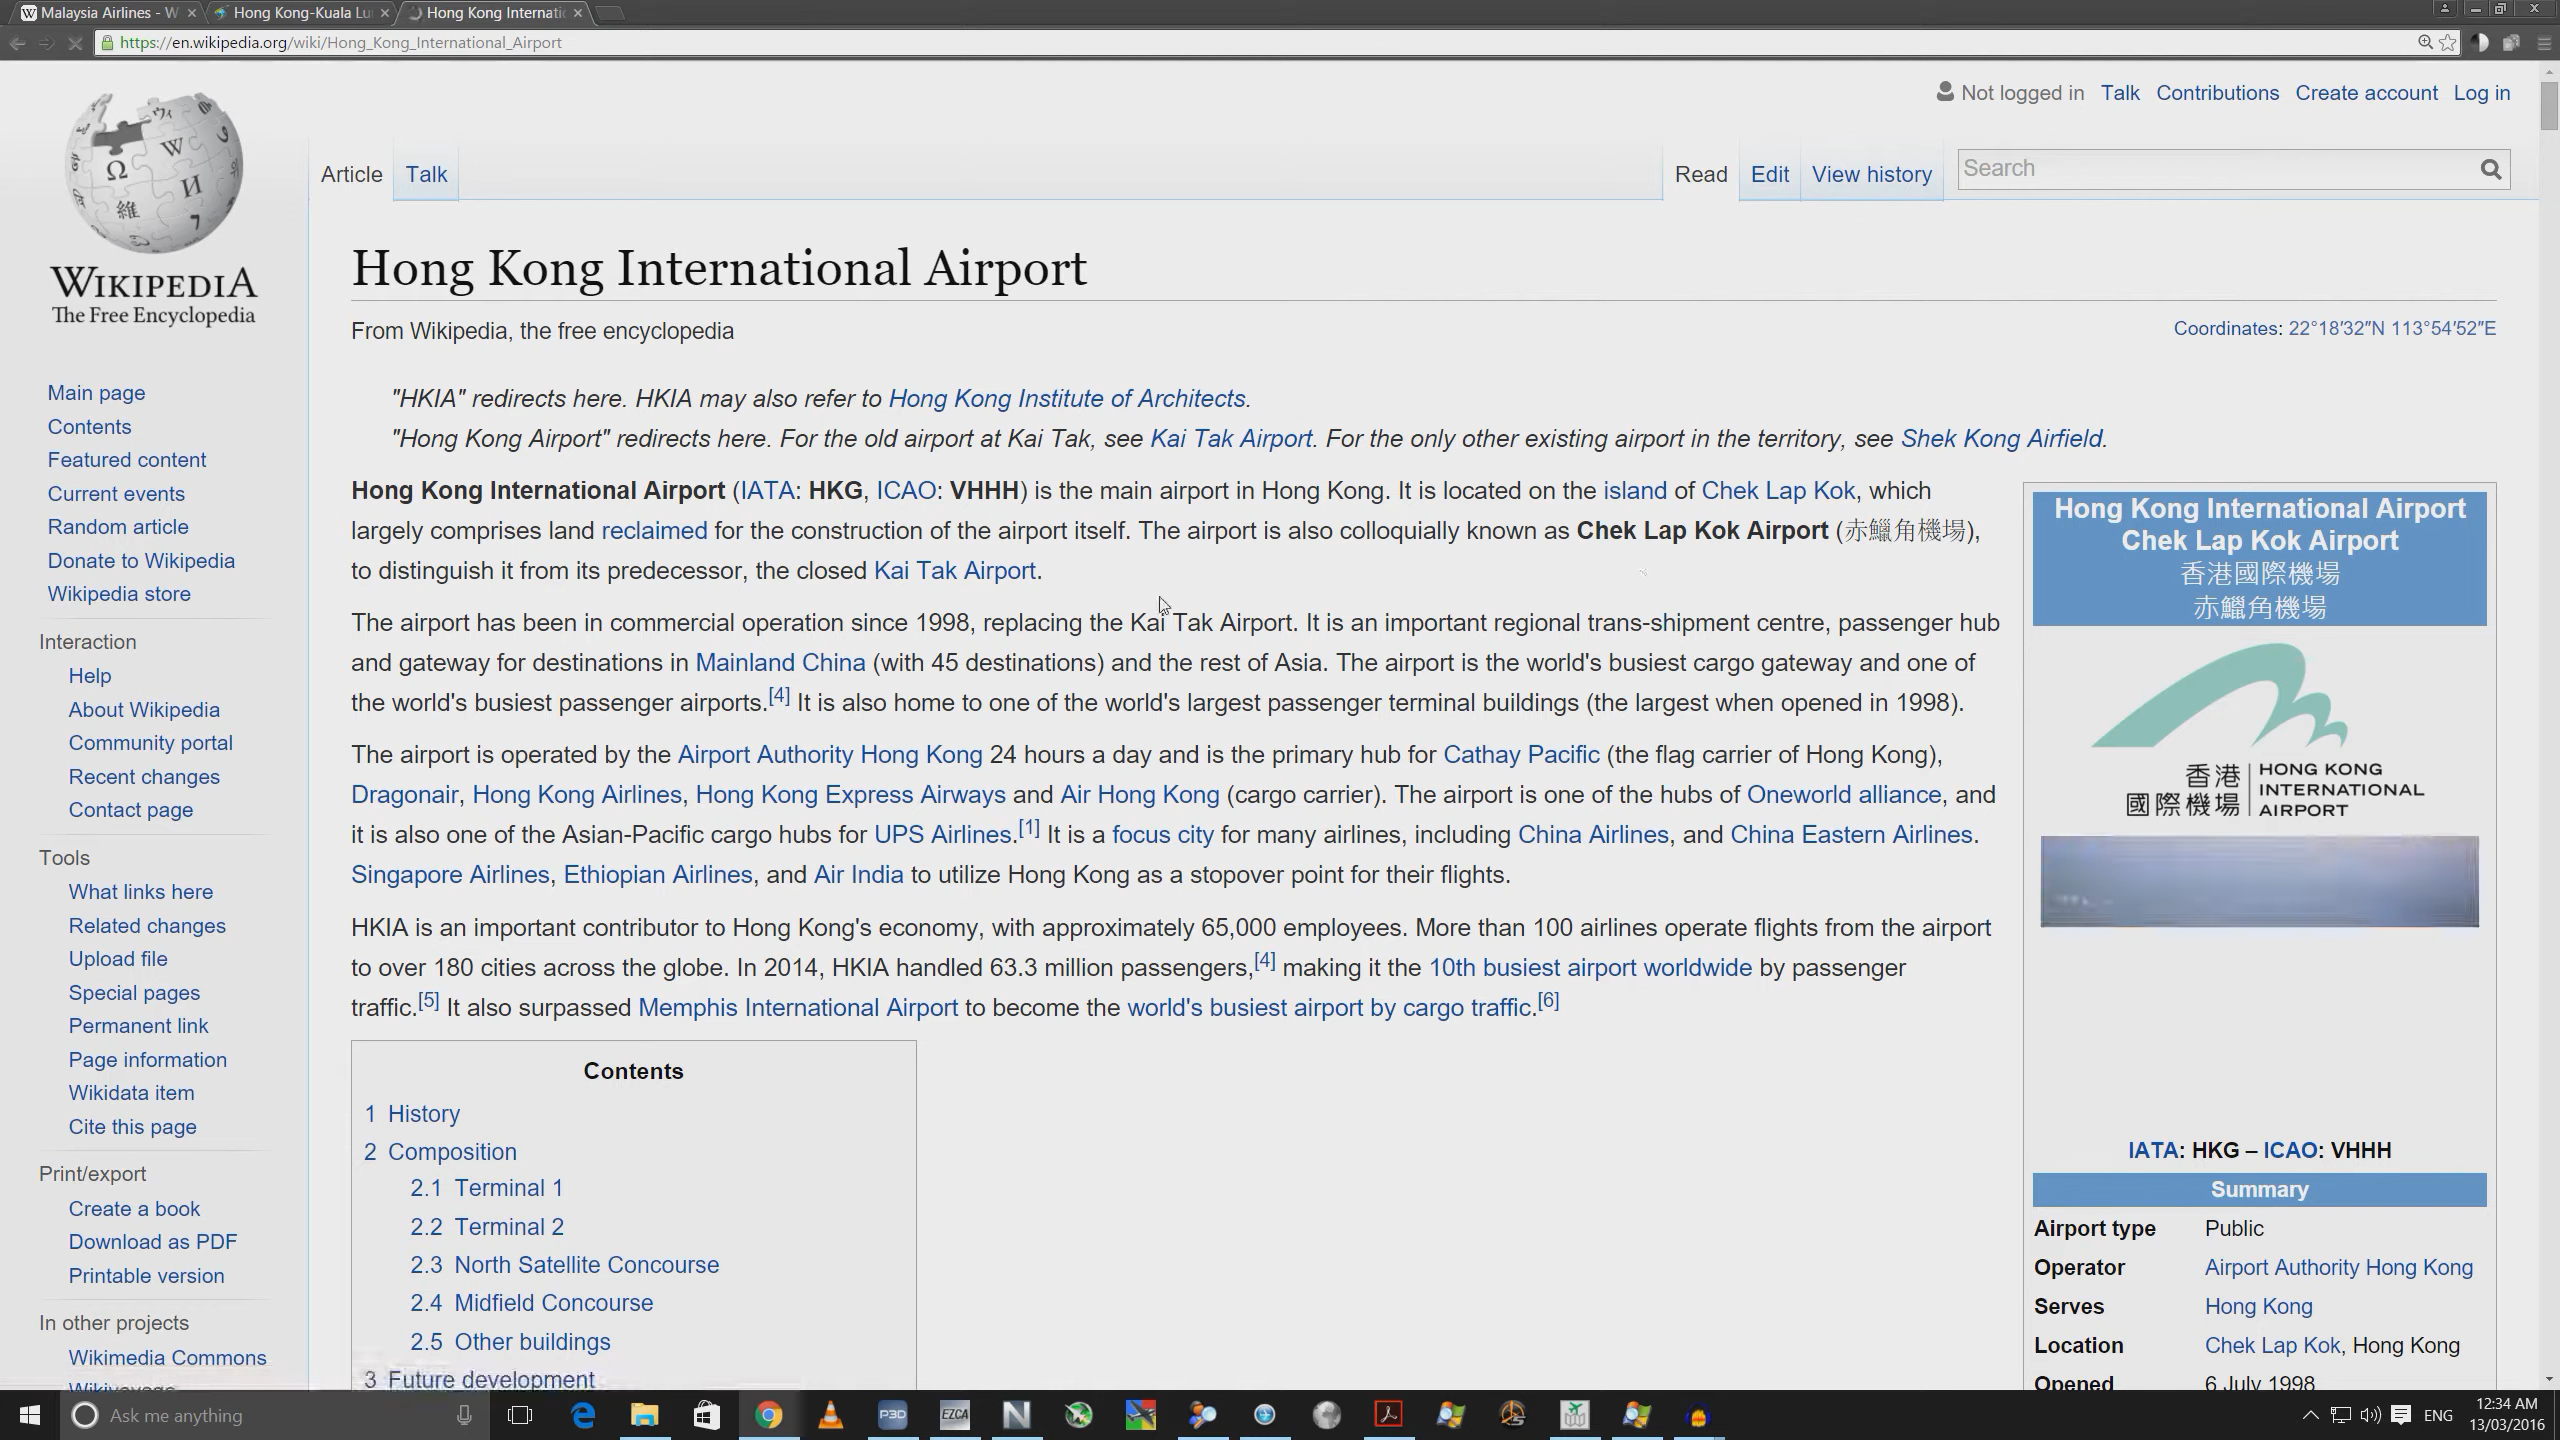 Malaysia Airlines - W
Hong Kong-Kuala Lu
Hong Kong Internatio
https://en.wikipedia.org/wiki/Hong_Kong_International_Airport
Not logged in Talk Contributions Create account Log in
Article Talk Read Edit View history Search
WIKIPEDIA
The Free Encyclopedia
Main page
Contents
Featured content
Current events
Random article
Donate to Wikipedia
Wikipedia store
Interaction
Help
About Wikipedia
Community portal
Recent changes
Contact page
Tools
What links here
Related changes
Upload file
Special pages
Permanent link
Page information
Wikidata item
Cite this page
Print/export
Create a book
Download as PDF
Printable version
In other projects
Wikimedia Commons
Wikivoyage
Hong Kong International Airport
From Wikipedia, the free encyclopedia
Coordinates: 22°18′32″N 113°54′52″E
"HKIA" redirects here. HKIA may also refer to Hong Kong Institute of Architects.
"Hong Kong Airport" redirects here. For the old airport at Kai Tak, see Kai Tak Airport. For the only other existing airport in the territory, see Shek Kong Airfield.
Hong Kong International Airport (IATA: HKG, ICAO: VHHH) is the main airport in Hong Kong. It is located on the island of Chek Lap Kok, which
largely comprises land reclaimed for the construction of the airport itself. The airport is also colloquially known as Chek Lap Kok Airport (赤鱲角機場),
to distinguish it from its predecessor, the closed Kai Tak Airport.
The airport has been in commercial operation since 1998, replacing the Kai Tak Airport. It is an important regional trans-shipment centre, passenger hub
and gateway for destinations in Mainland China (with 45 destinations) and the rest of Asia. The airport is the world's busiest cargo gateway and one of
the world's busiest passenger airports.[4] It is also home to one of the world's largest passenger terminal buildings (the largest when opened in 1998).
The airport is operated by the Airport Authority Hong Kong 24 hours a day and is the primary hub for Cathay Pacific (the flag carrier of Hong Kong),
Dragonair, Hong Kong Airlines, Hong Kong Express Airways and Air Hong Kong (cargo carrier). The airport is one of the hubs of Oneworld alliance, and
it is also one of the Asian-Pacific cargo hubs for UPS Airlines.[1] It is a focus city for many airlines, including China Airlines, and China Eastern Airlines.
Singapore Airlines, Ethiopian Airlines, and Air India to utilize Hong Kong as a stopover point for their flights.
HKIA is an important contributor to Hong Kong's economy, with approximately 65,000 employees. More than 100 airlines operate flights from the airport
to over 180 cities across the globe. In 2014, HKIA handled 63.3 million passengers,[4] making it the 10th busiest airport worldwide by passenger
traffic.[5] It also surpassed Memphis International Airport to become the world's busiest airport by cargo traffic.[6]
Contents
1 History
2 Composition
2.1 Terminal 1
2.2 Terminal 2
2.3 North Satellite Concourse
2.4 Midfield Concourse
2.5 Other buildings
3 Future development
Hong Kong International Airport
Chek Lap Kok Airport
香港國際機場
赤鱲角機場
香港
國際機場
HONG KONG
INTERNATIONAL
AIRPORT
IATA: HKG – ICAO: VHHH
Summary
Airport type Public
Operator Airport Authority Hong Kong
Serves Hong Kong
Location Chek Lap Kok, Hong Kong
Opened 6 July 1998
Ask me anything
P3D
EZCA
N
ENG
12:34 AM
13/03/2016